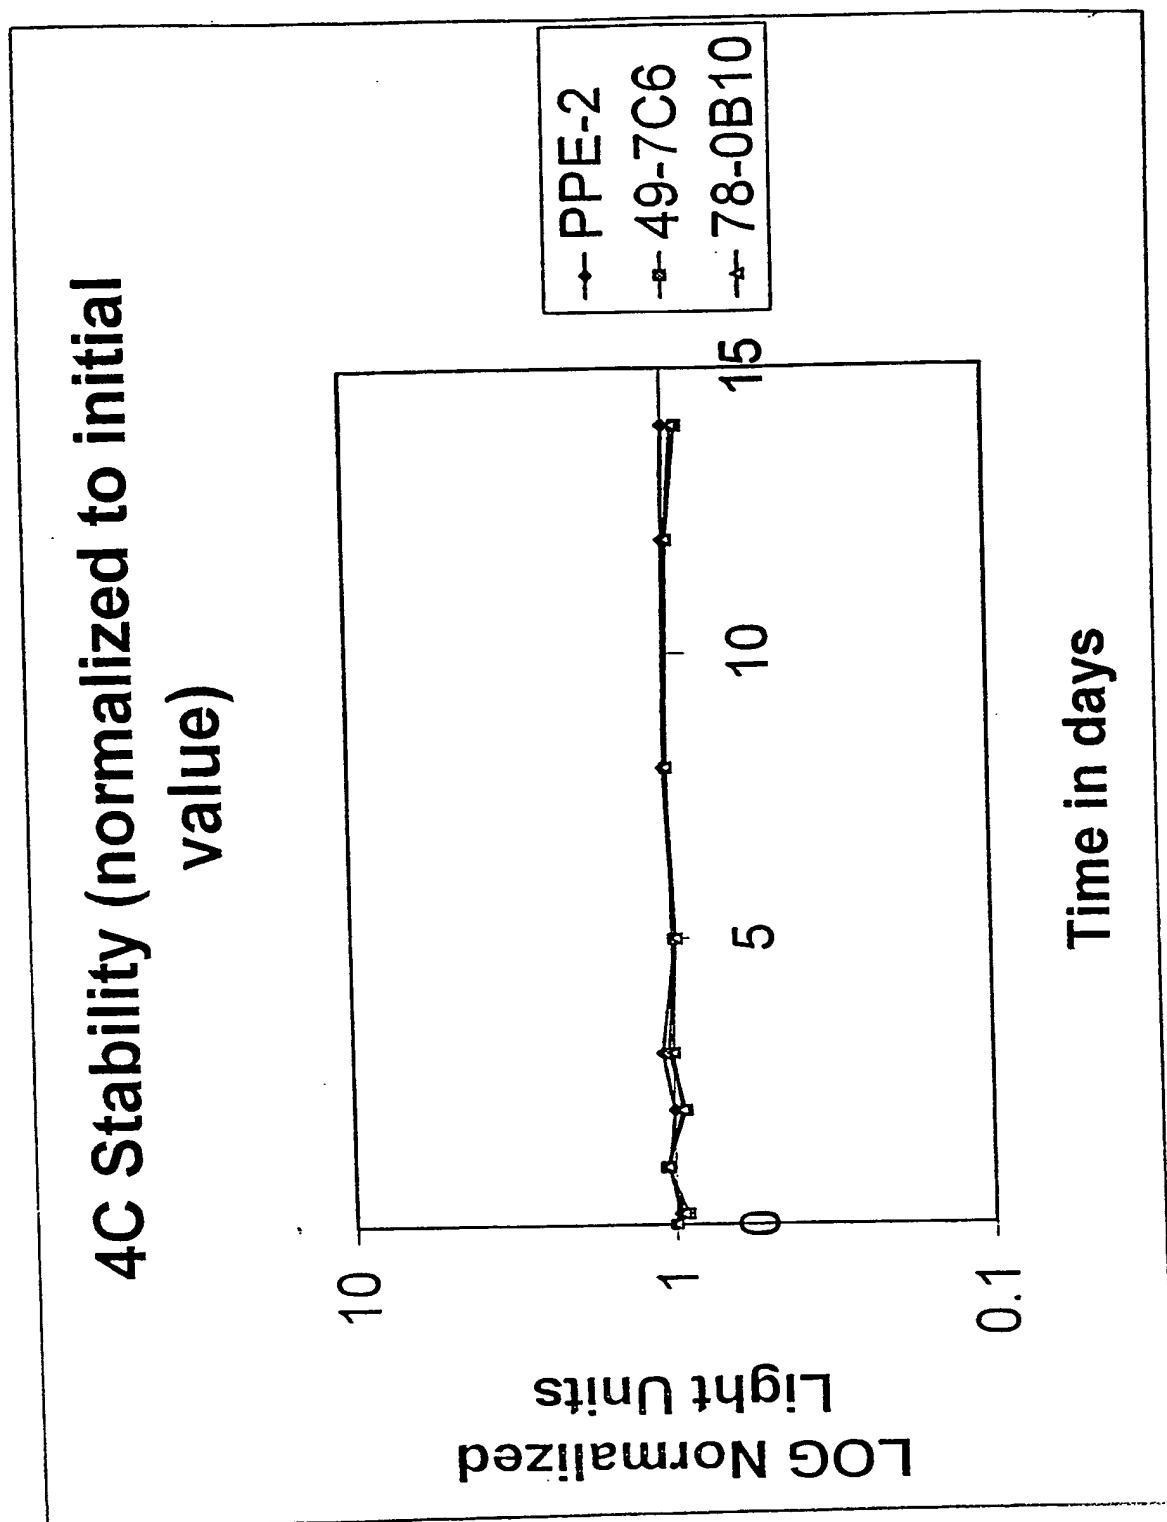 4C Stability (normalized to initial
value)
LOG Normalized
Light Units
10
1
0.1
0
5
10
15
Time in days
PPE-2
49-7C6
78-0B10